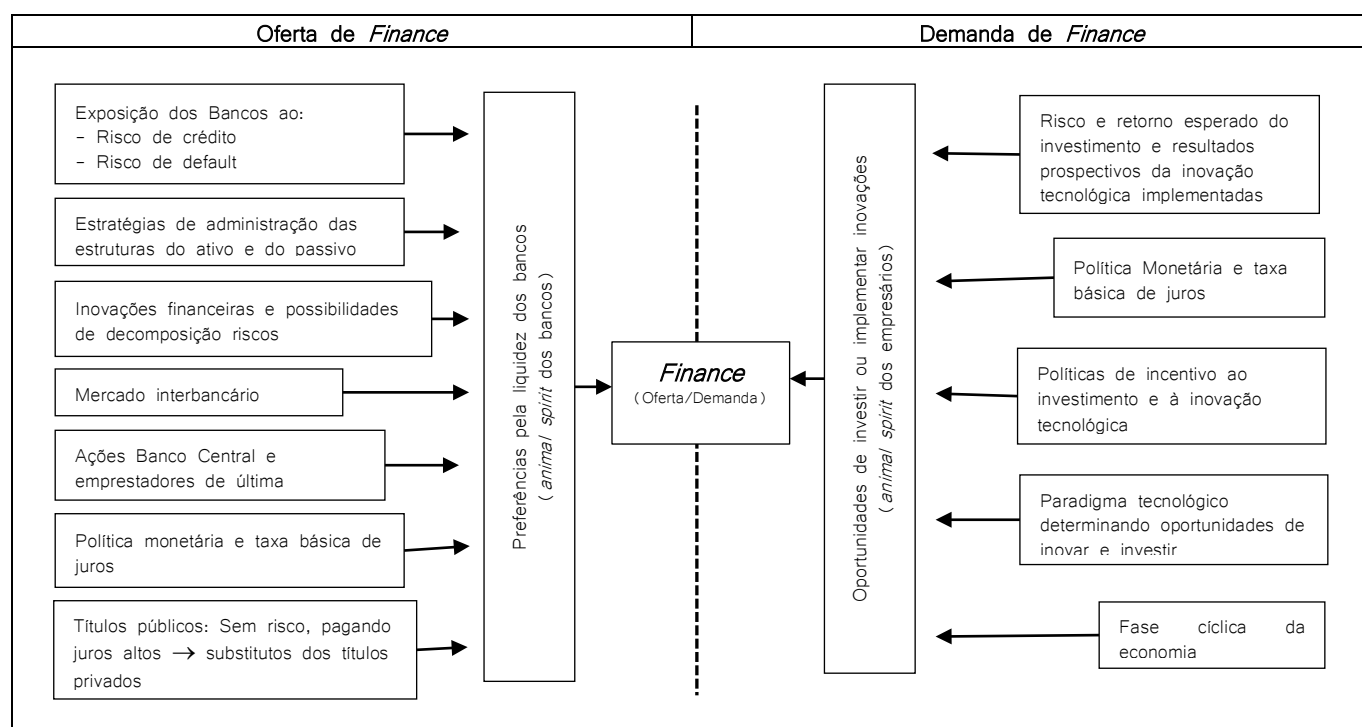 Oferta de Finance
Demanda de Finance
Exposição dos Bancos ao:
- Risco de crédito
- Risco de default
Estratégias de administração das
estruturas do ativo e do passivo
Inovações financeiras e possibilidades
de decomposição riscos
Mercado interbancário
Ações Banco Central e
emprestadores de última
Política monetária e taxa básica de
juros
Títulos públicos: Sem risco, pagando
juros altos → substitutos dos títulos
privados
Preferências pela liquidez dos bancos
(animal spirit dos bancos)
Finance
(Oferta/Demanda)
Oportunidades de investir ou implementar inovações
(animal spirit dos empresários)
Risco e retorno esperado do
investimento e resultados
prospectivos da inovação
tecnológica implementadas
Política Monetária e taxa
básica de juros
Políticas de incentivo ao
investimento e à inovação
tecnológica
Paradigma tecnológico
determinando oportunidades de
inovar e investir
Fase cíclica da
economia